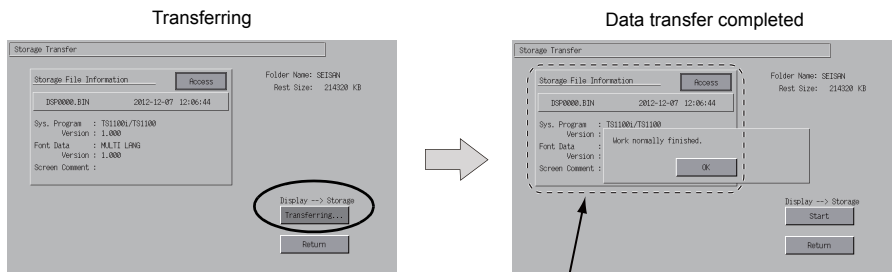 Transferring
Storage Transfer
Storage File Information
Access
DSP0000.BIN 2012-12-07 12:06:44
Sys. Program : TS1100i/TS1100
Version : 1.000
Font Data : MULTI LANG
Version : 1.000
Screen Comment :
Folder Name: SEISAN
Rest Size: 214320 KB
Display --> Storage
Transferring...
Return
Data transfer completed
Storage Transfer
Storage File Information
Access
DSP0000.BIN 2012-12-07 12:06:44
Sys. Program : TS1100i/TS1100
Version :
Font Data :
Version :
Screen Comment :
Work normally finished.
OK
Folder Name: SEISAN
Rest Size: 214320 KB
Display --> Storage
Start
Return